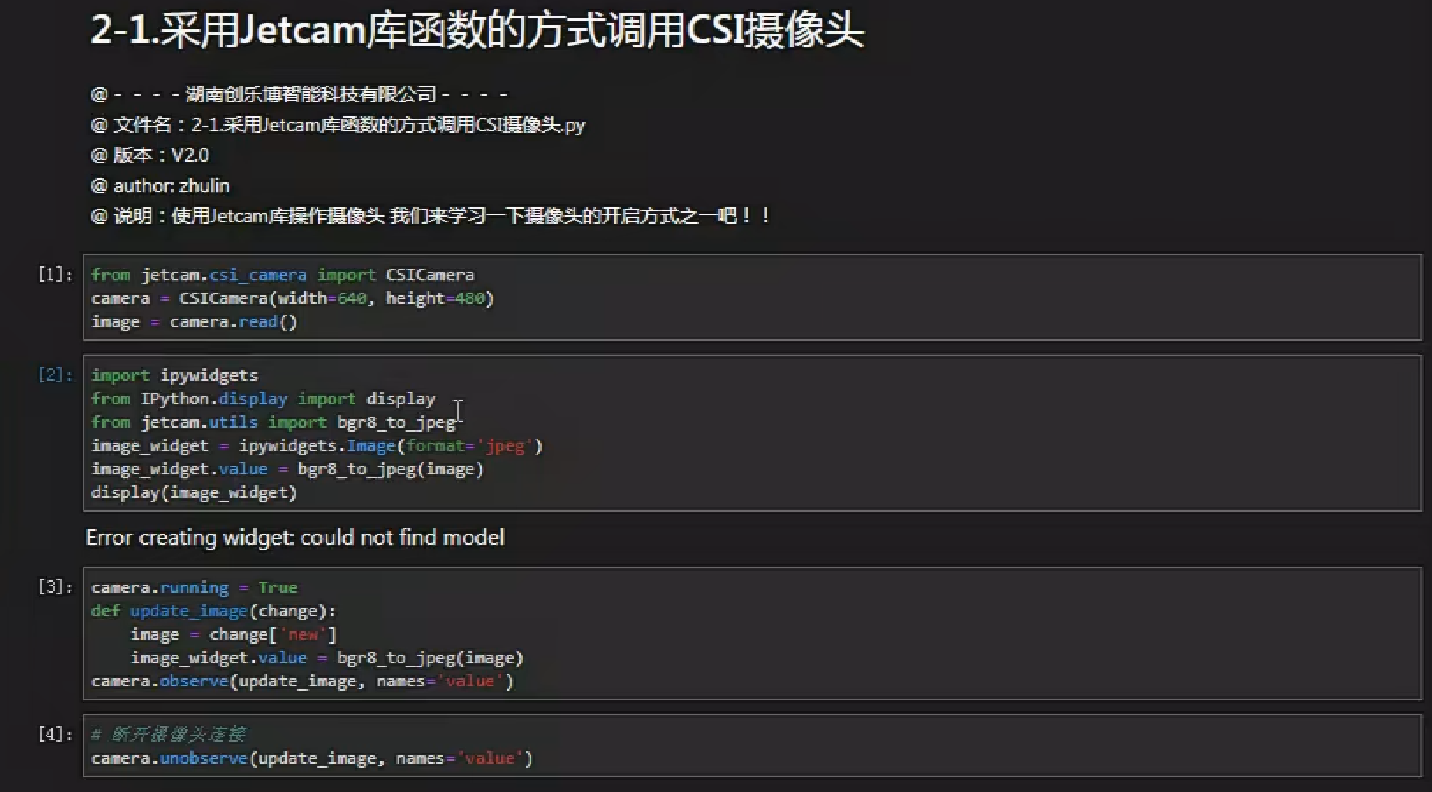 2-1.采用Jetcam库函数的方式调用CSI摄像头
@ - - - - 湖南创乐博智能科技有限公司 - - - -
@ 文件名：2-1.采用Jetcam库函数的方式调用CSI摄像头.py
@ 版本：V2.0
@ author: zhulin
@ 说明：使用Jetcam库操作摄像头 我们来学习一下摄像头的开启方式之一吧！！
[1]: from jetcam.csi_camera import CSICamera
camera = CSICamera(width=640, height=480)
image = camera.read()
[2]: import ipywidgets
from IPython.display import display
from jetcam.utils import bgr8_to_jpeg
image_widget = ipywidgets.Image(format='jpeg')
image_widget.value = bgr8_to_jpeg(image)
display(image_widget)
Error creating widget: could not find model
[3]: camera.running = True
def update_image(change):
    image = change['new']
    image_widget.value = bgr8_to_jpeg(image)
camera.observe(update_image, names='value')
[4]: # 断开摄像头连接
camera.unobserve(update_image, names='value')